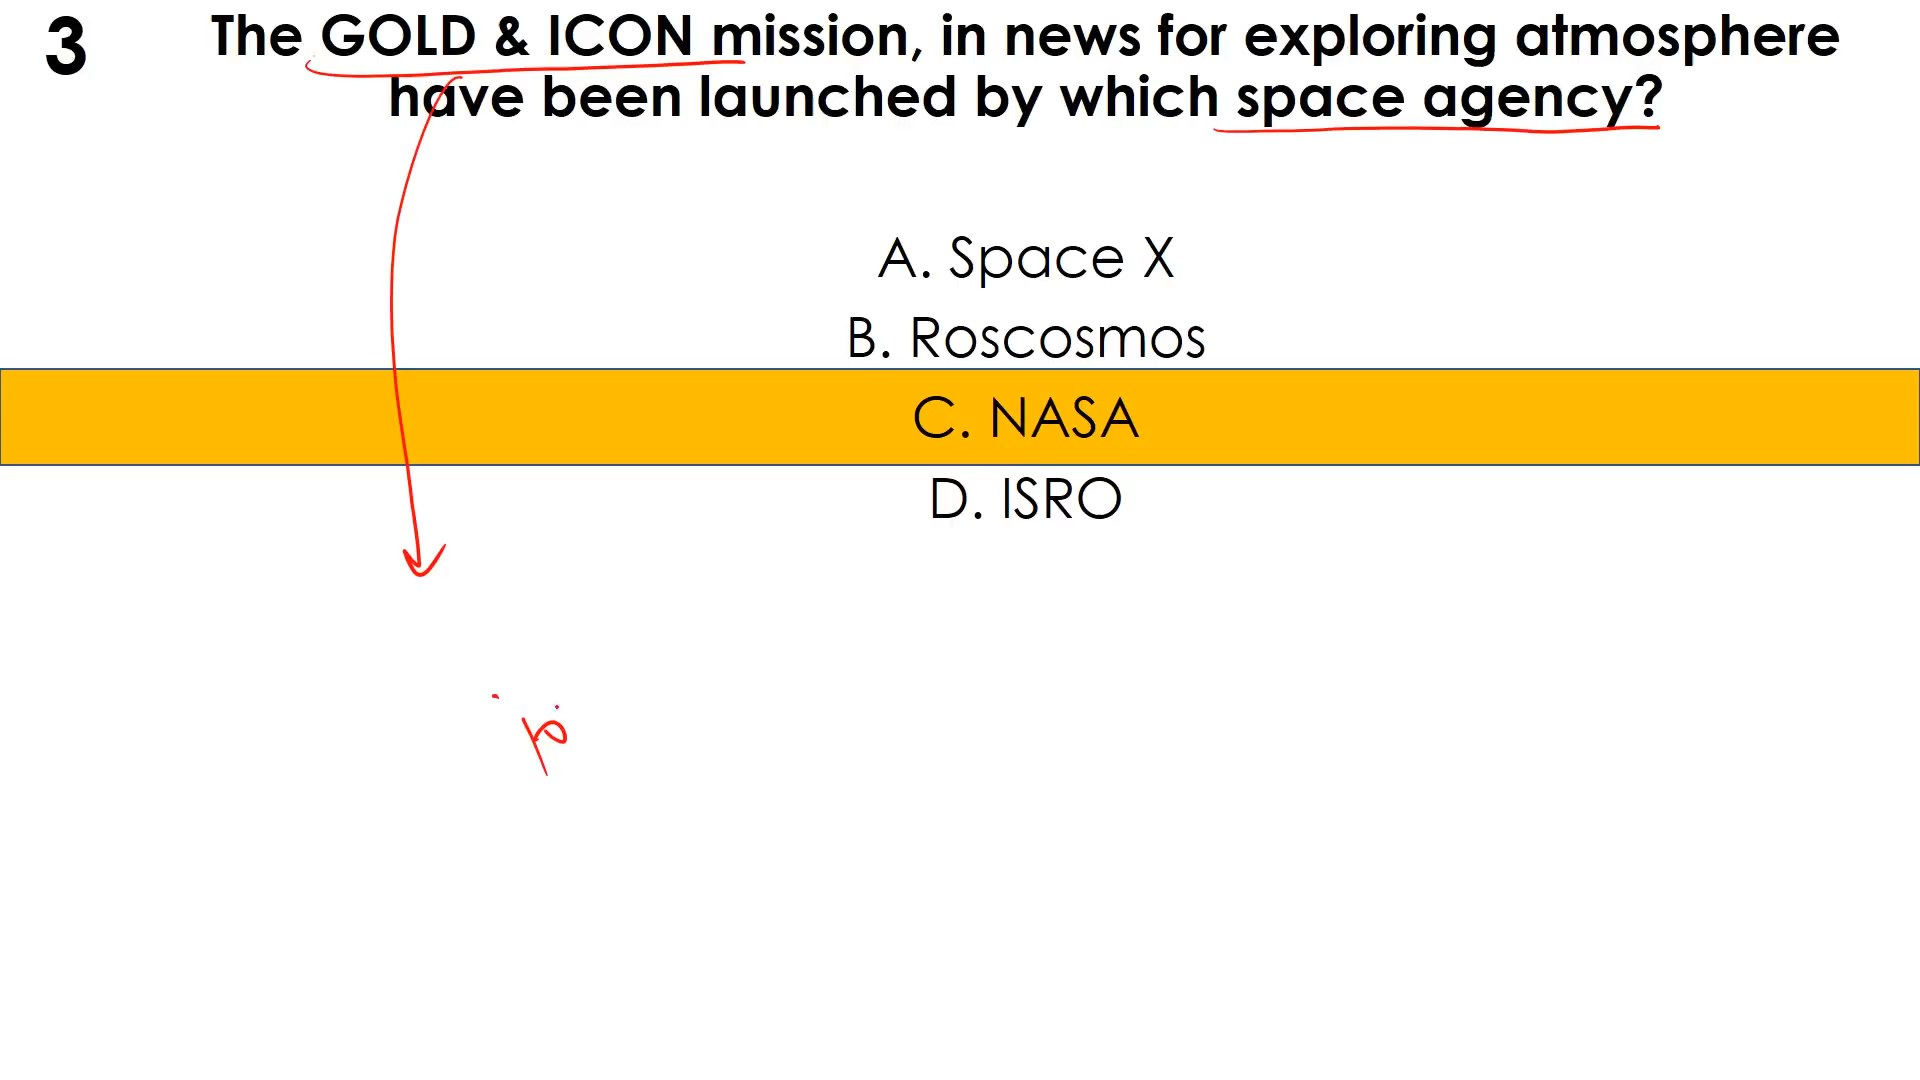 3
The GOLD & ICON mission, in news for exploring atmosphere
have been launched by which space agency?
A. Space X
B. Roscosmos
C. NASA
D. ISRO